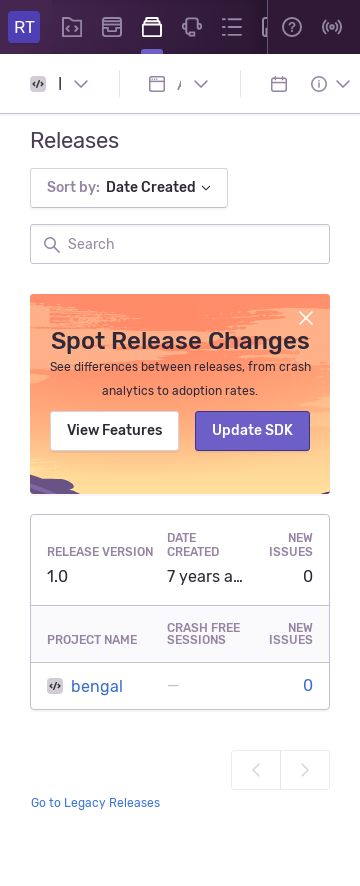 RT
Releases
Sort by: Date Created
Search
Spot Release Changes
See differences between releases, from crash
analytics to adoption rates.
View Features
Update SDK
RELEASE VERSION
DATE
CREATED
NEW
ISSUES
1.0
7 years a…
0
PROJECT NAME
CRASH FREE
SESSIONS
NEW
ISSUES
bengal
—
0
Go to Legacy Releases